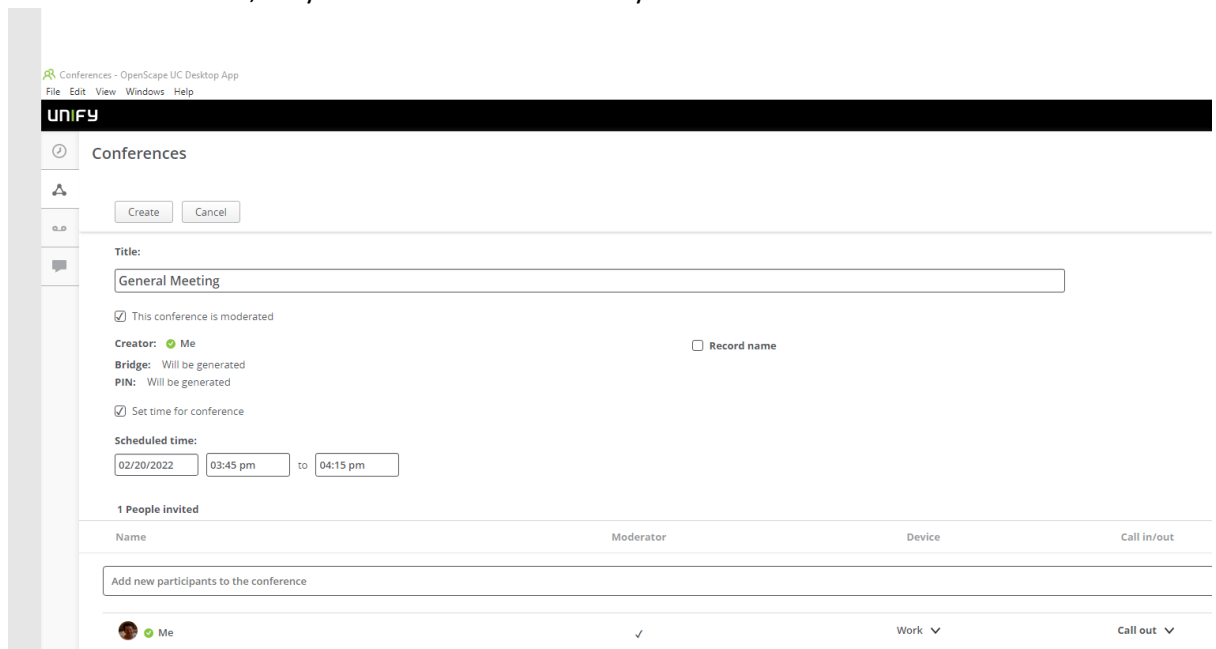 Conferences - OpenScape UC Desktop App
File Edit View Windows Help
UNIFY
Conferences
Create Cancel
Title:
General Meeting
This conference is moderated
Creator: Me
Record name
Bridge: Will be generated
PIN: Will be generated
Set time for conference
Scheduled time:
02/20/2022 03:45 pm to 04:15 pm
1 People invited
Name Moderator Device Call in/out
Add new participants to the conference
Me Work Call out